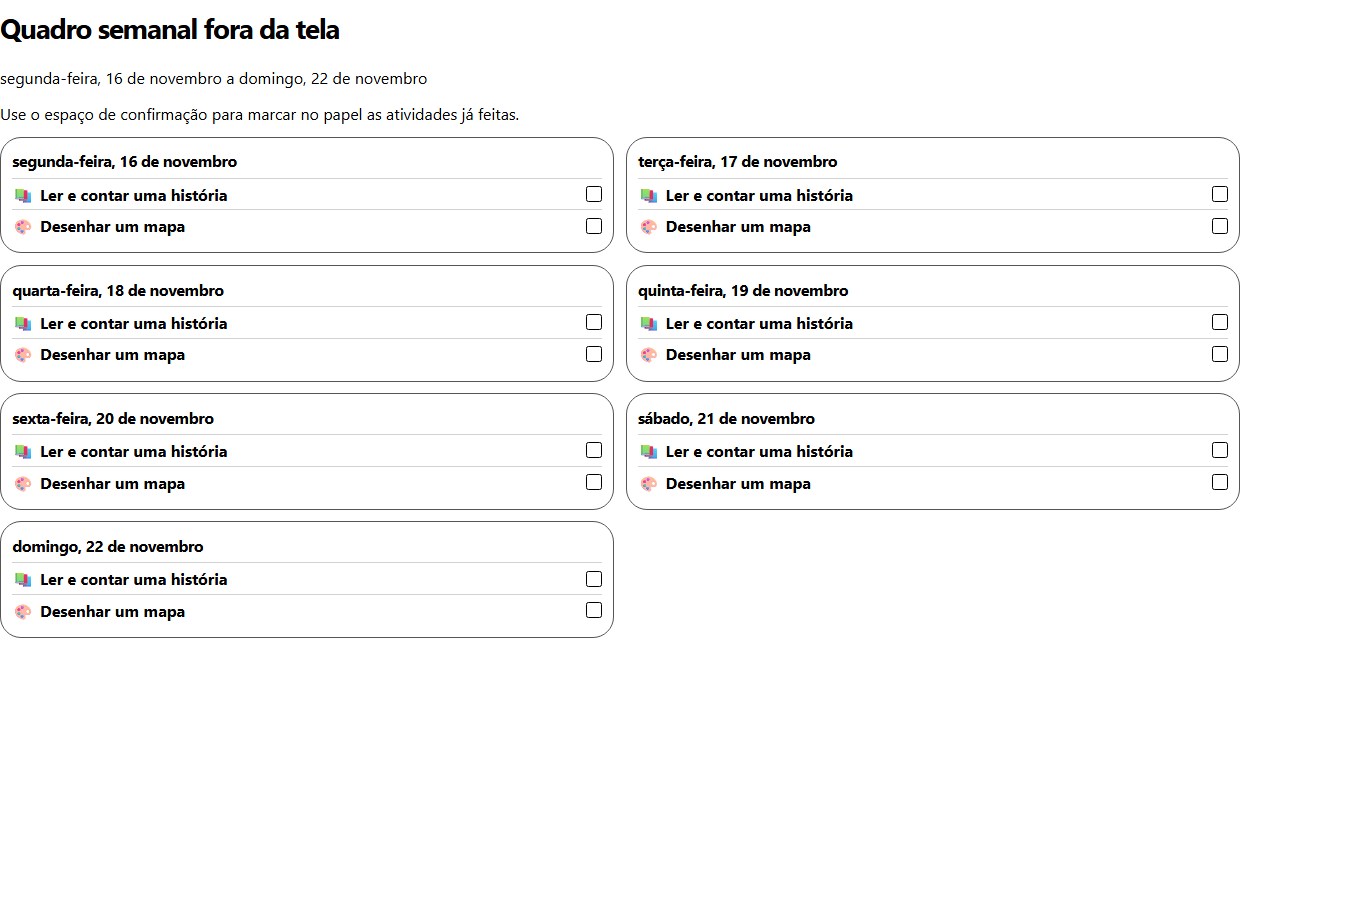 Quadro semanal fora da tela
segunda-feira, 16 de novembro a domingo, 22 de novembro
Use o espaço de confirmação para marcar no papel as atividades já feitas.
segunda-feira, 16 de novembro
Ler e contar uma história
Desenhar um mapa
terça-feira, 17 de novembro
Ler e contar uma história
Desenhar um mapa
quarta-feira, 18 de novembro
Ler e contar uma história
Desenhar um mapa
quinta-feira, 19 de novembro
Ler e contar uma história
Desenhar um mapa
sexta-feira, 20 de novembro
Ler e contar uma história
Desenhar um mapa
sábado, 21 de novembro
Ler e contar uma história
Desenhar um mapa
domingo, 22 de novembro
Ler e contar uma história
Desenhar um mapa